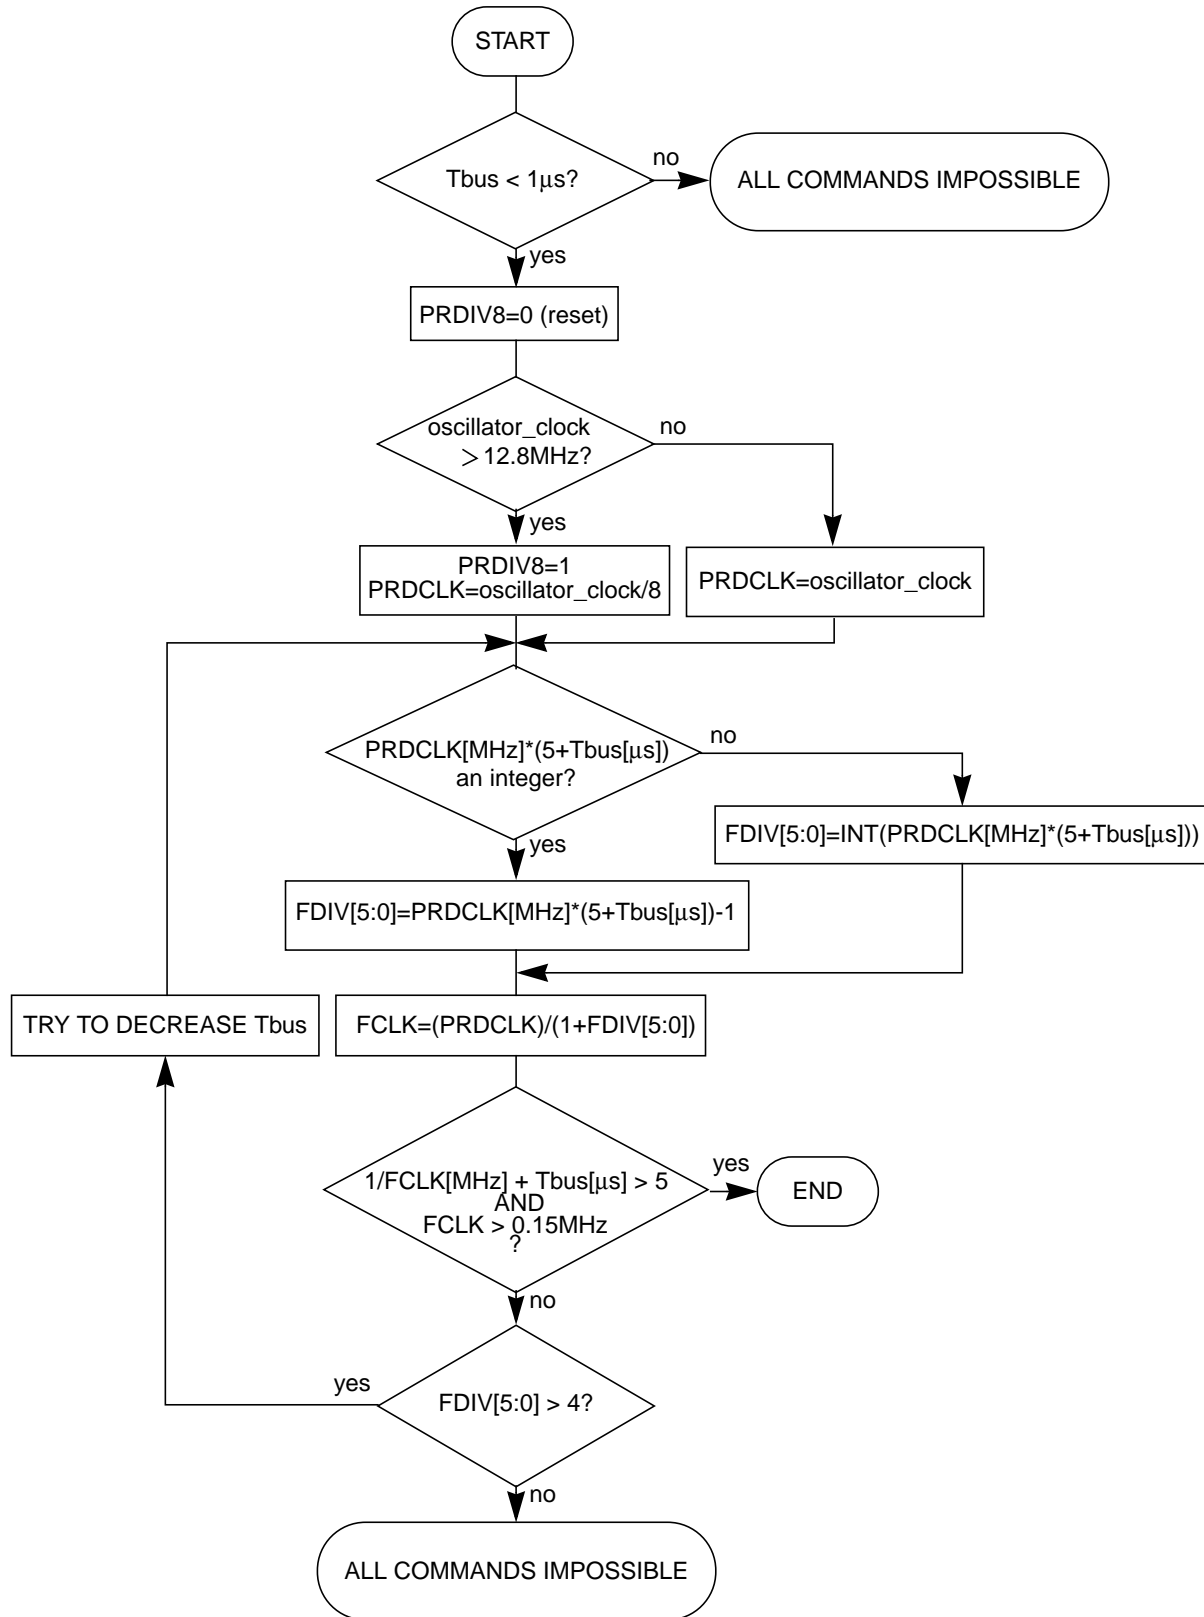 START
Tbus < 1μs?
no
ALL COMMANDS IMPOSSIBLE
yes
PRDIV8=0 (reset)
oscillator_clock
> 12.8MHz?
no
yes
PRDIV8=1
PRDCLK=oscillator_clock/8
PRDCLK=oscillator_clock
PRDCLK[MHz]*(5+Tbus[μs])
an integer?
no
yes
FDIV[5:0]=INT(PRDCLK[MHz]*(5+Tbus[μs]))
FDIV[5:0]=PRDCLK[MHz]*(5+Tbus[μs])-1
TRY TO DECREASE Tbus
FCLK=(PRDCLK)/(1+FDIV[5:0])
1/FCLK[MHz] + Tbus[μs] > 5
AND
FCLK > 0.15MHz
?
yes
END
no
FDIV[5:0] > 4?
yes
no
ALL COMMANDS IMPOSSIBLE